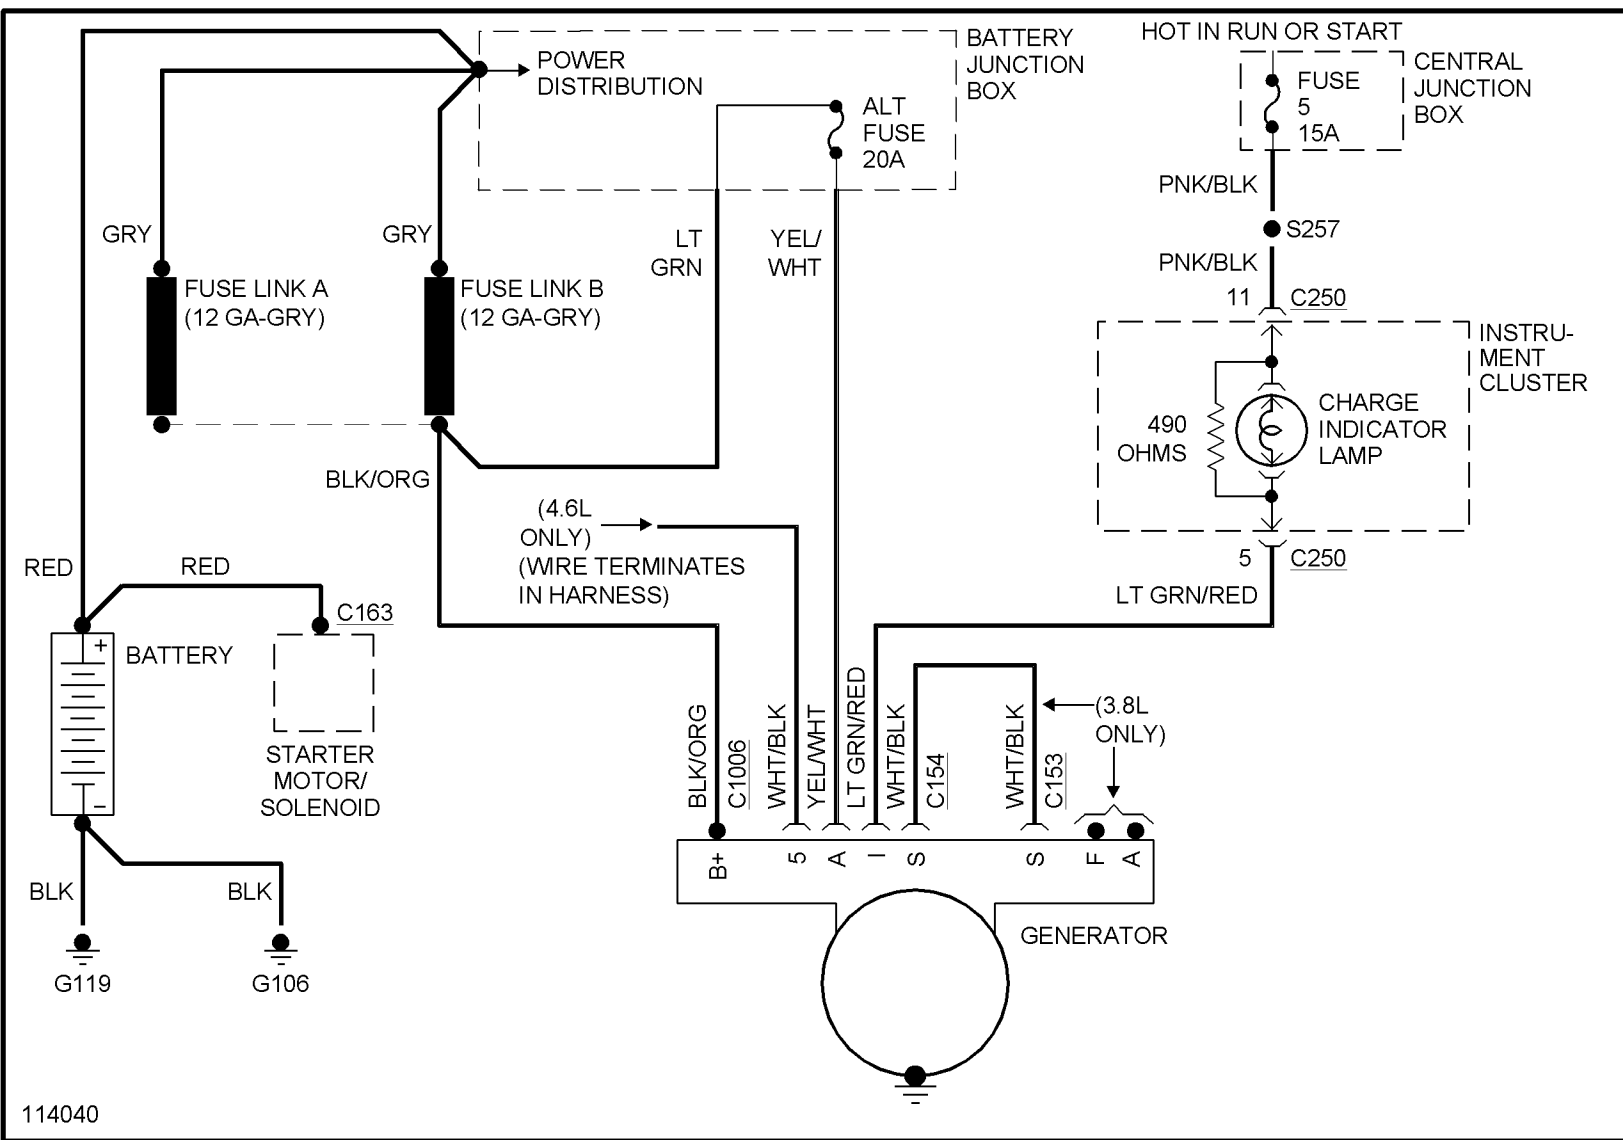 HOT IN RUN OR START
BATTERY
JUNCTION
BOX
POWER
DISTRIBUTION
ALT
FUSE
20A
CENTRAL
JUNCTION
BOX
FUSE
5
15A
PNK/BLK
S257
PNK/BLK
11
C250
GRY
GRY
LT
GRN
YEL/
WHT
FUSE LINK A
(12 GA-GRY)
FUSE LINK B
(12 GA-GRY)
INSTRU-
MENT
CLUSTER
490
OHMS
CHARGE
INDICATOR
LAMP
BLK/ORG
(4.6L
ONLY)
(WIRE TERMINATES
IN HARNESS)
5
C250
LT GRN/RED
RED
RED
C163
+
BATTERY
–
STARTER
MOTOR/
SOLENOID
BLK/ORG
C1006
WHT/BLK
YEL/WHT
LT GRN/RED
WHT/BLK
C154
WHT/BLK
C153
(3.8L
ONLY)
B+
5
A
I
S
S
F
A
BLK
BLK
G119
G106
GENERATOR
114040